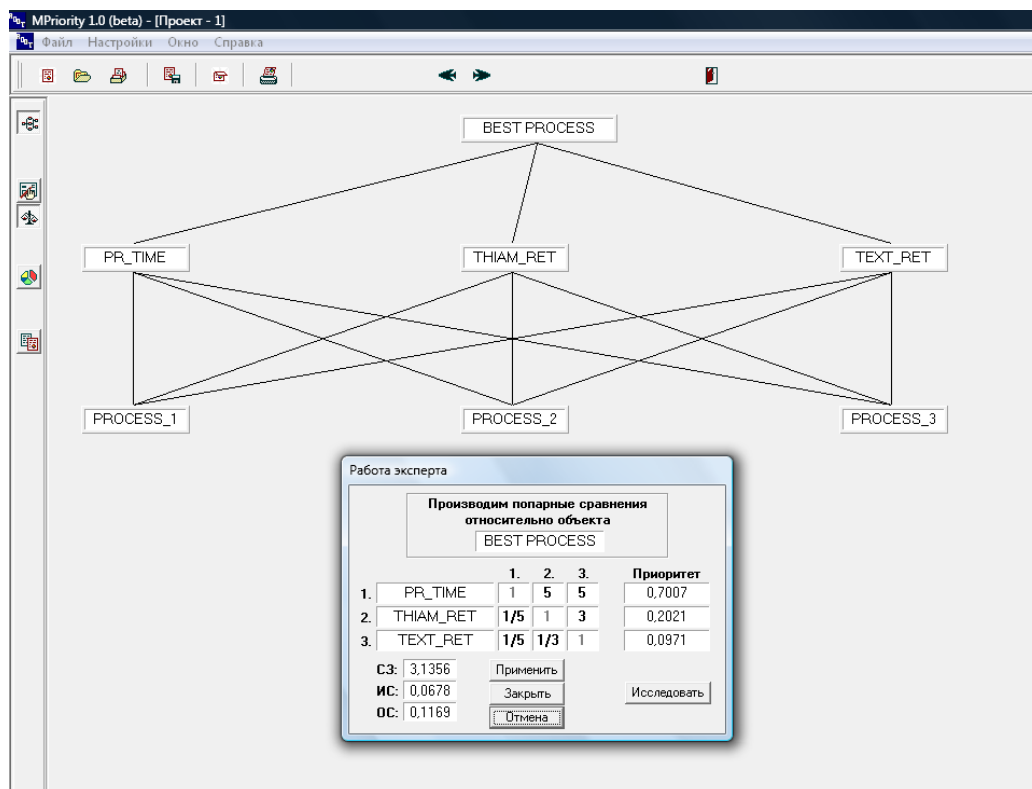 MPriority 1.0 (beta) - [Проект - 1]
Файл Настройки Окно Справка
BEST PROCESS
PR_TIME THIAM_RET TEXT_RET
PROCESS_1 PROCESS_2 PROCESS_3
Работа эксперта
Производим попарные сравнения
относительно объекта
BEST PROCESS
1. 2. 3. Приоритет
1. PR_TIME 1 5 5 0,7007
2. THIAM_RET 1/5 1 3 0,2021
3. TEXT_RET 1/5 1/3 1 0,0971
СЗ: 3,1356 Применить
ИС: 0,0678 Закрыть Исследовать
ОС: 0,1169 Отмена